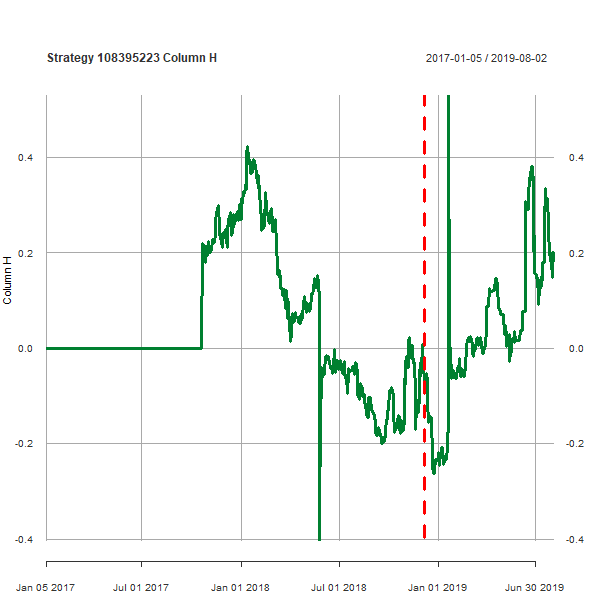 Strategy 108395223 Column H
2017-01-05 / 2019-08-02
Column H
0.4
0.2
0.0
-0.2
-0.4
0.4
0.2
0.0
-0.2
-0.4
Jan 05 2017
Jul 01 2017
Jan 01 2018
Jul 01 2018
Jan 01 2019
Jun 30 2019